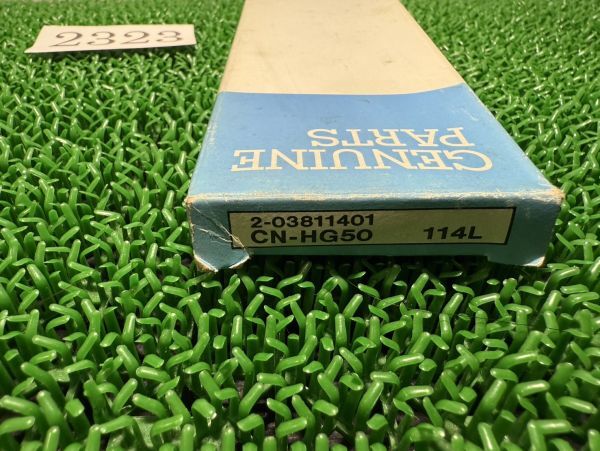 2323
GENUINE
PARTS
2-03811401
CN-HG50 114L